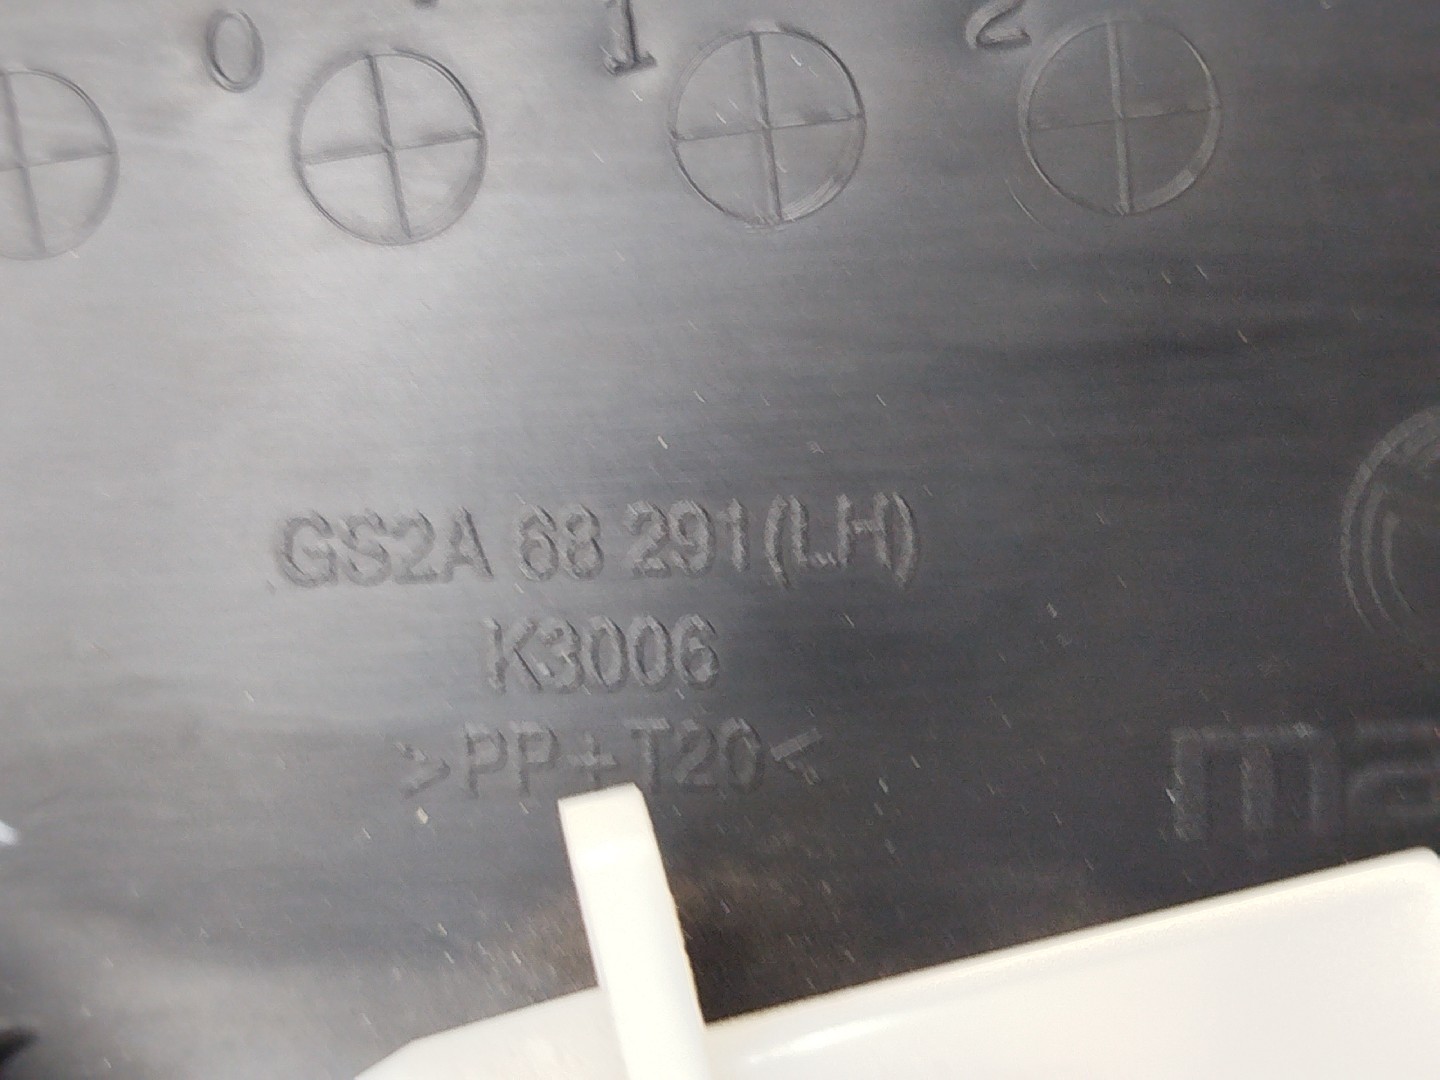 0 1 2
GS2A 68 291(LH)
K3006
>PP+T20<